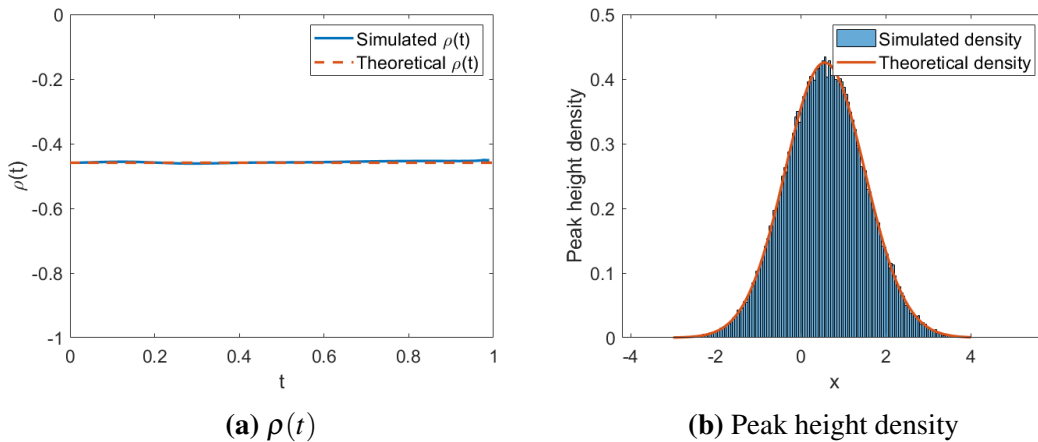 0
-0.2
-0.4
-0.6
-0.8
-1
ρ(t)
0 0.2 0.4 0.6 0.8 1
t
Simulated ρ(t)
Theoretical ρ(t)
(a) ρ(t)
0.5
0.4
0.3
0.2
0.1
0
Peak height density
-4 -2 0 2 4
x
Simulated density
Theoretical density
(b) Peak height density